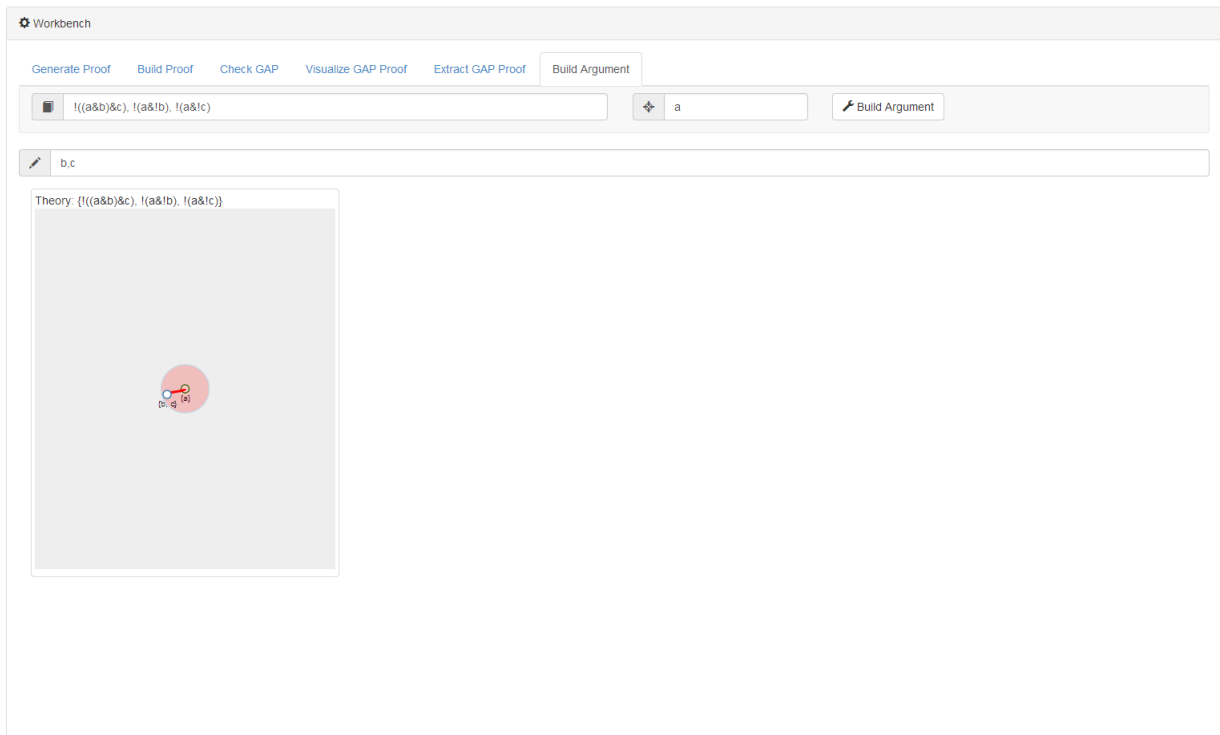 Workbench
Generate Proof Build Proof Check GAP Visualize GAP Proof Extract GAP Proof Build Argument
!((a&b)&c), !(a&!b), !(a&!c) a Build Argument
b,c
Theory: {!((a&b)&c), !(a&!b), !(a&!c)}
{b, c} {a}